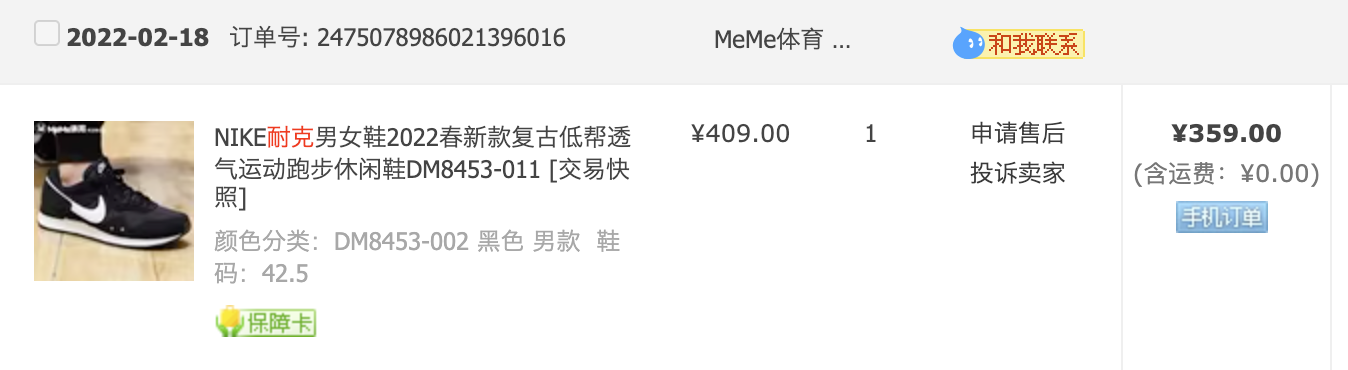 2022-02-18 订单号: 2475078986021396016 MeMe体育 ... 和我联系
NIKE耐克男女鞋2022春新款复古低帮透 ¥409.00 1 申请售后 ¥359.00
气运动跑步休闲鞋DM8453-011 [交易快 投诉卖家 (含运费：¥0.00)
照]
手机订单
颜色分类：DM8453-002 黑色 男款 鞋
码：42.5
保障卡